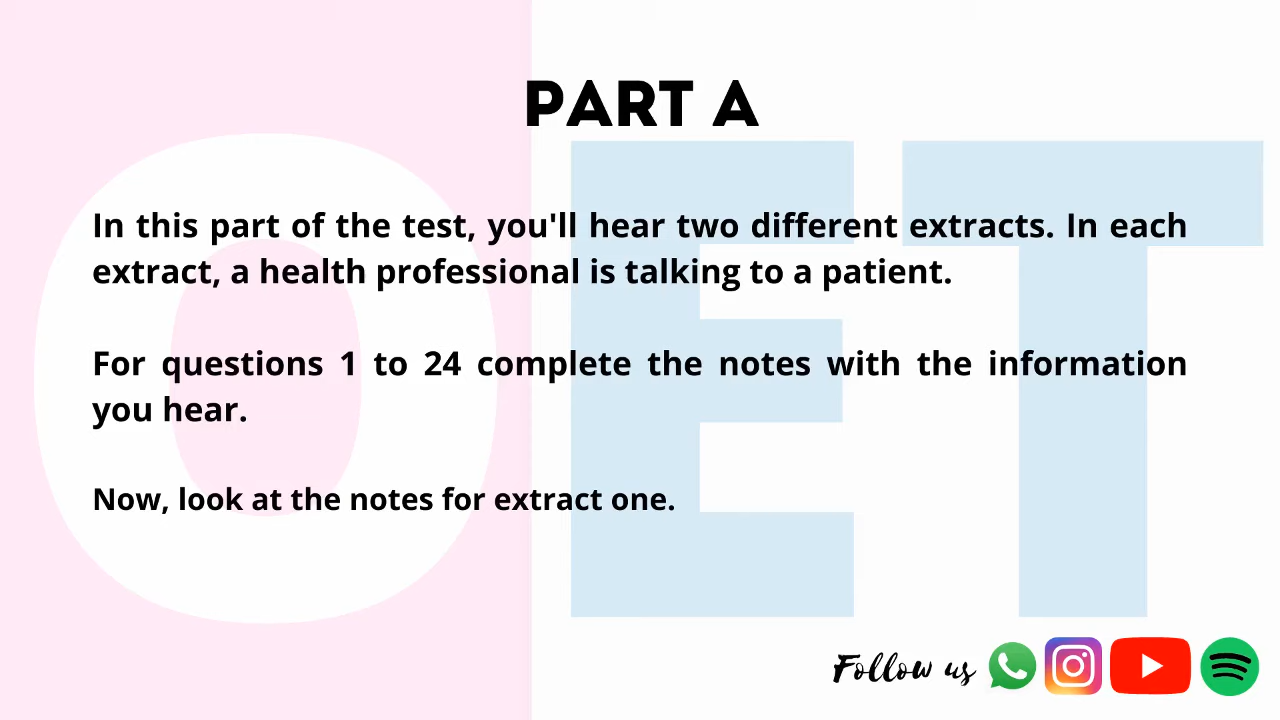 PART A
In this part of the test, you'll hear two different extracts. In each
extract, a health professional is talking to a patient.
For questions 1 to 24 complete the notes with the information
you hear.
Now, look at the notes for extract one.
OET
Follow us